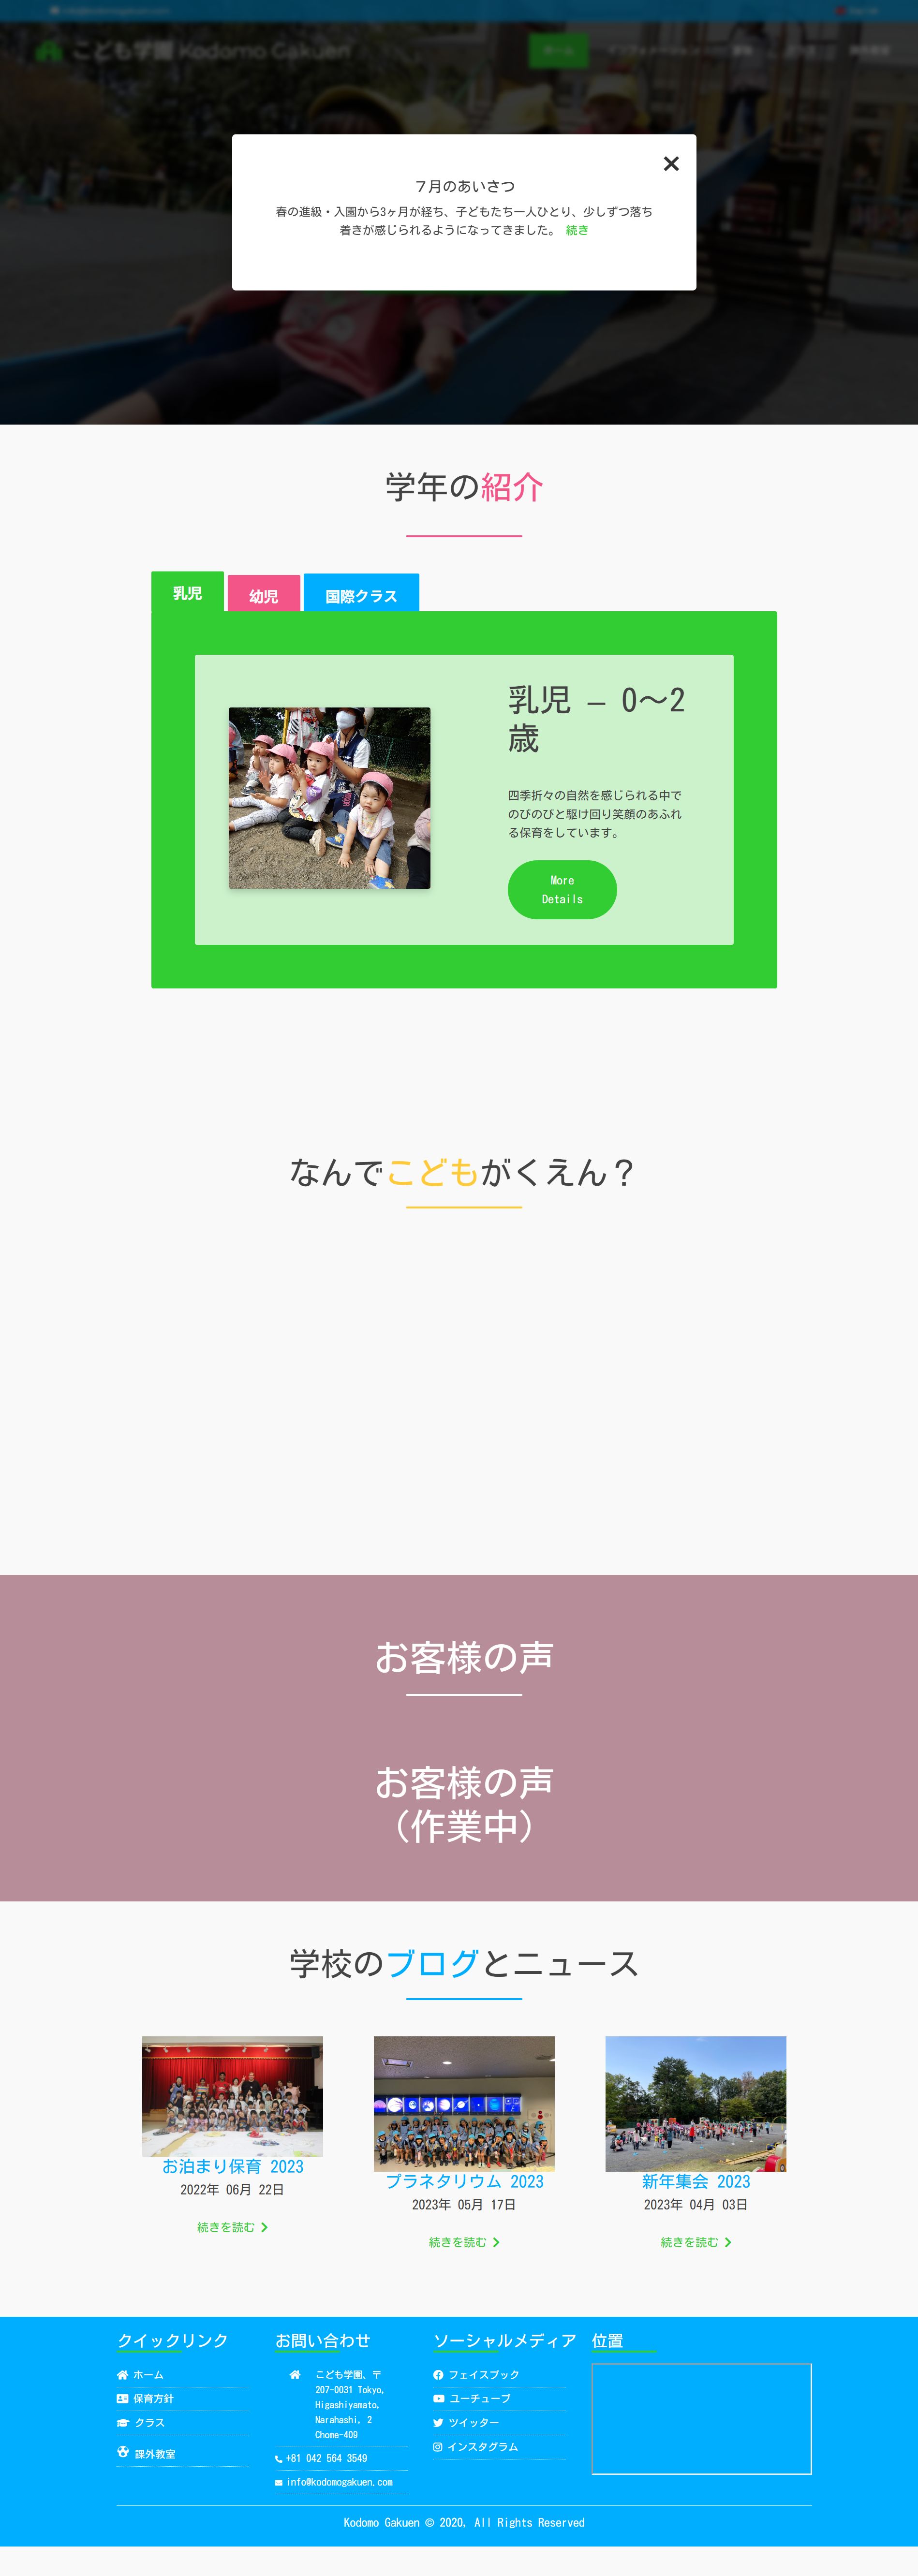 こども学園 Kodomo Gakuen
ホーム
７月のあいさつ
春の進級・入園から3ヶ月が経ち、子どもたち一人ひとり、少しずつ落ち
着きが感じられるようになってきました。 続き
学年の紹介
乳児 幼児 国際クラス
乳児 – 0〜2
歳
四季折々の自然を感じられる中で
のびのびと駆け回り笑顔のあふれ
る保育をしています。
More
Details
なんでこどもがくえん？
お客様の声
お客様の声
（作業中）
学校のブログとニュース
お泊まり保育 2023
2022年 06月 22日
続きを読む
プラネタリウム 2023
2023年 05月 17日
続きを読む
新年集会 2023
2023年 04月 03日
続きを読む
クイックリンク
ホーム
保育方針
クラス
課外教室
お問い合わせ
こども学園、〒
207-0031 Tokyo,
Higashiyamato,
Narahashi, 2
Chome-409
+81 042 564 3549
info@kodomogakuen.com
ソーシャルメディア
フェイスブック
ユーチューブ
ツイッター
インスタグラム
位置
Kodomo Gakuen © 2020, All Rights Reserved